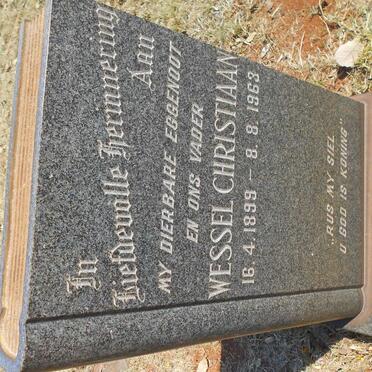 In
Liefdevolle Herinnering
Aan
MY DIERBARE EGGENOOT
EN ONS VADER
WESSEL CHRISTIAAN
16.4.1899 – 8.8.1963
„RUS MY SIEL
U GOD IS KONING"